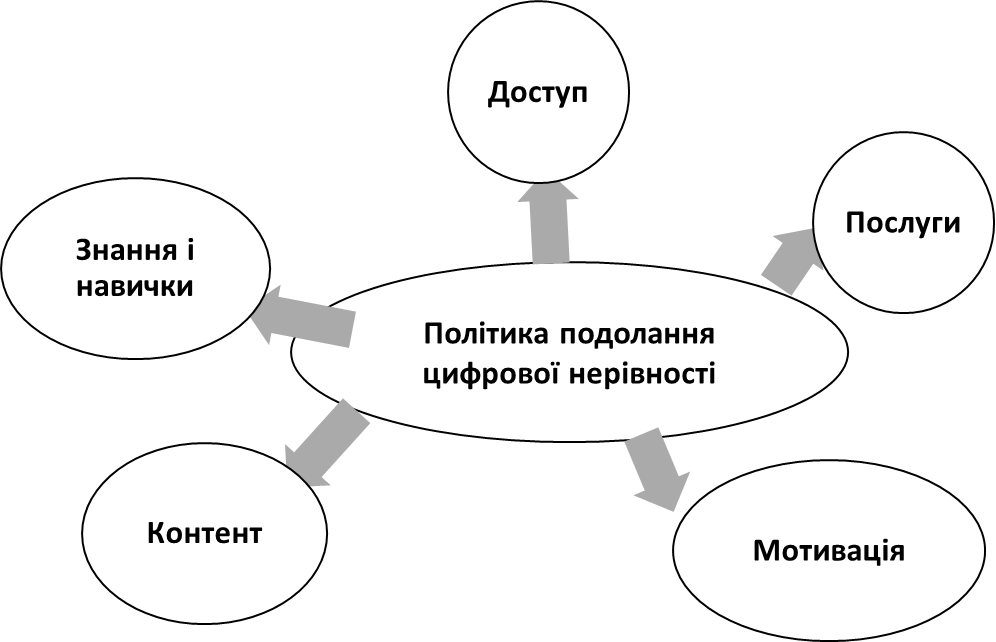 Доступ
Послуги
Знання і
навички
Політика подолання
цифрової нерівності
Контент
Мотивація